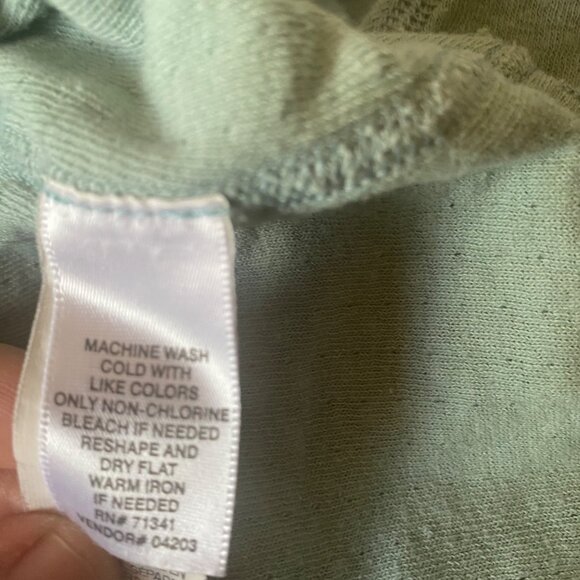 MACHINE WASH
COLD WITH
LIKE COLORS
ONLY NON-CHLORINE
BLEACH IF NEEDED
RESHAPE AND
DRY FLAT
WARM IRON
IF NEEDED
RN# 71341
VENDOR# 04203